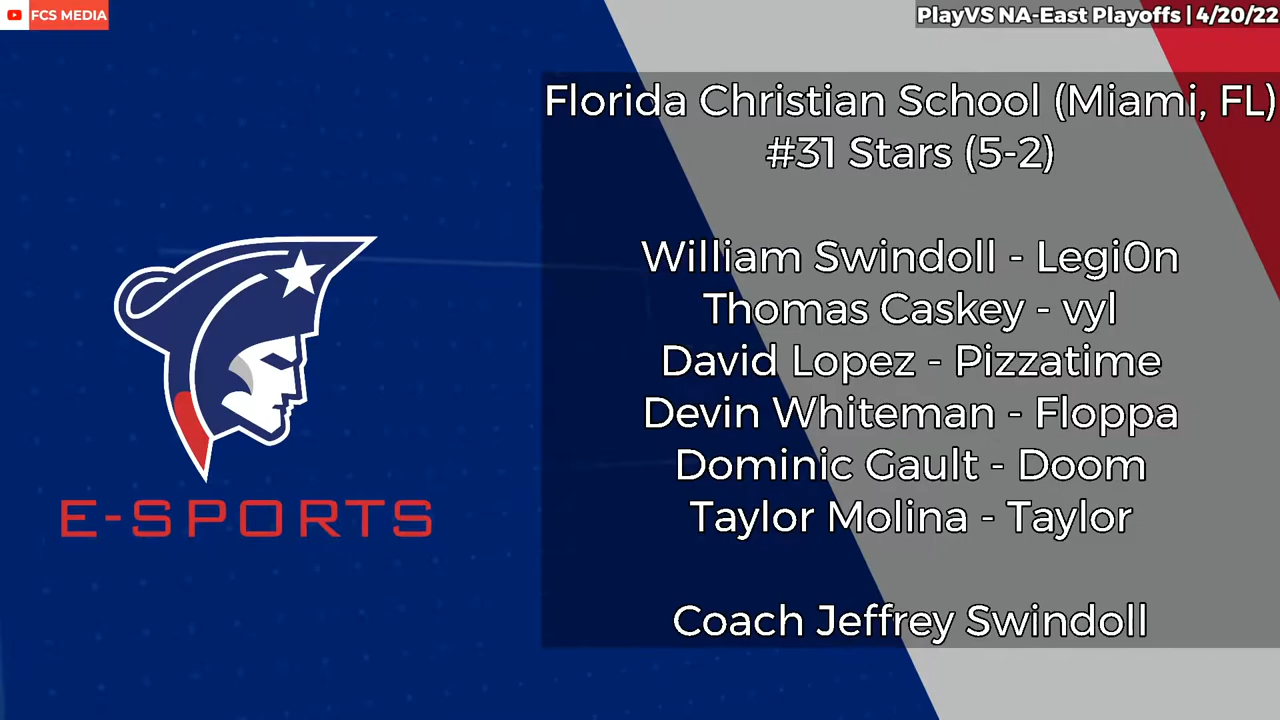 FCS MEDIA
PlayVS NA-East Playoffs | 4/20/22
Florida Christian School (Miami, FL)
#31 Stars (5-2)
William Swindoll - Legi0n
Thomas Caskey - vyl
David Lopez - Pizzatime
Devin Whiteman - Floppa
Dominic Gault - Doom
Taylor Molina - Taylor
Coach Jeffrey Swindoll
E-SPORTS